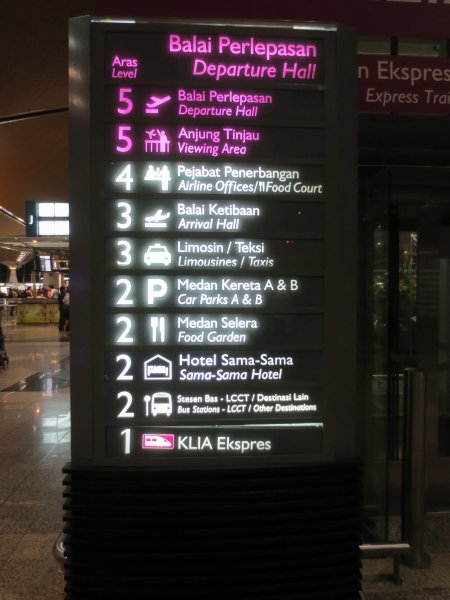 Balai Perlepasan
Departure Hall
Aras
Level
5 Balai Perlepasan
Departure Hall
5 Anjung Tinjau
Viewing Area
4 Pejabat Penerbangan
Airline Offices/Food Court
3 Balai Ketibaan
Arrival Hall
3 Limosin / Teksi
Limousines / Taxis
2 P Medan Kereta A & B
Car Parks A & B
2 Medan Selera
Food Garden
2 Hotel Sama-Sama
Sama-Sama Hotel
2 Stesen Bas - LCCT / Destinasi Lain
Bus Stations - LCCT / Other Destinations
1 KLIA Ekspres
n Ekspres
Express Trai